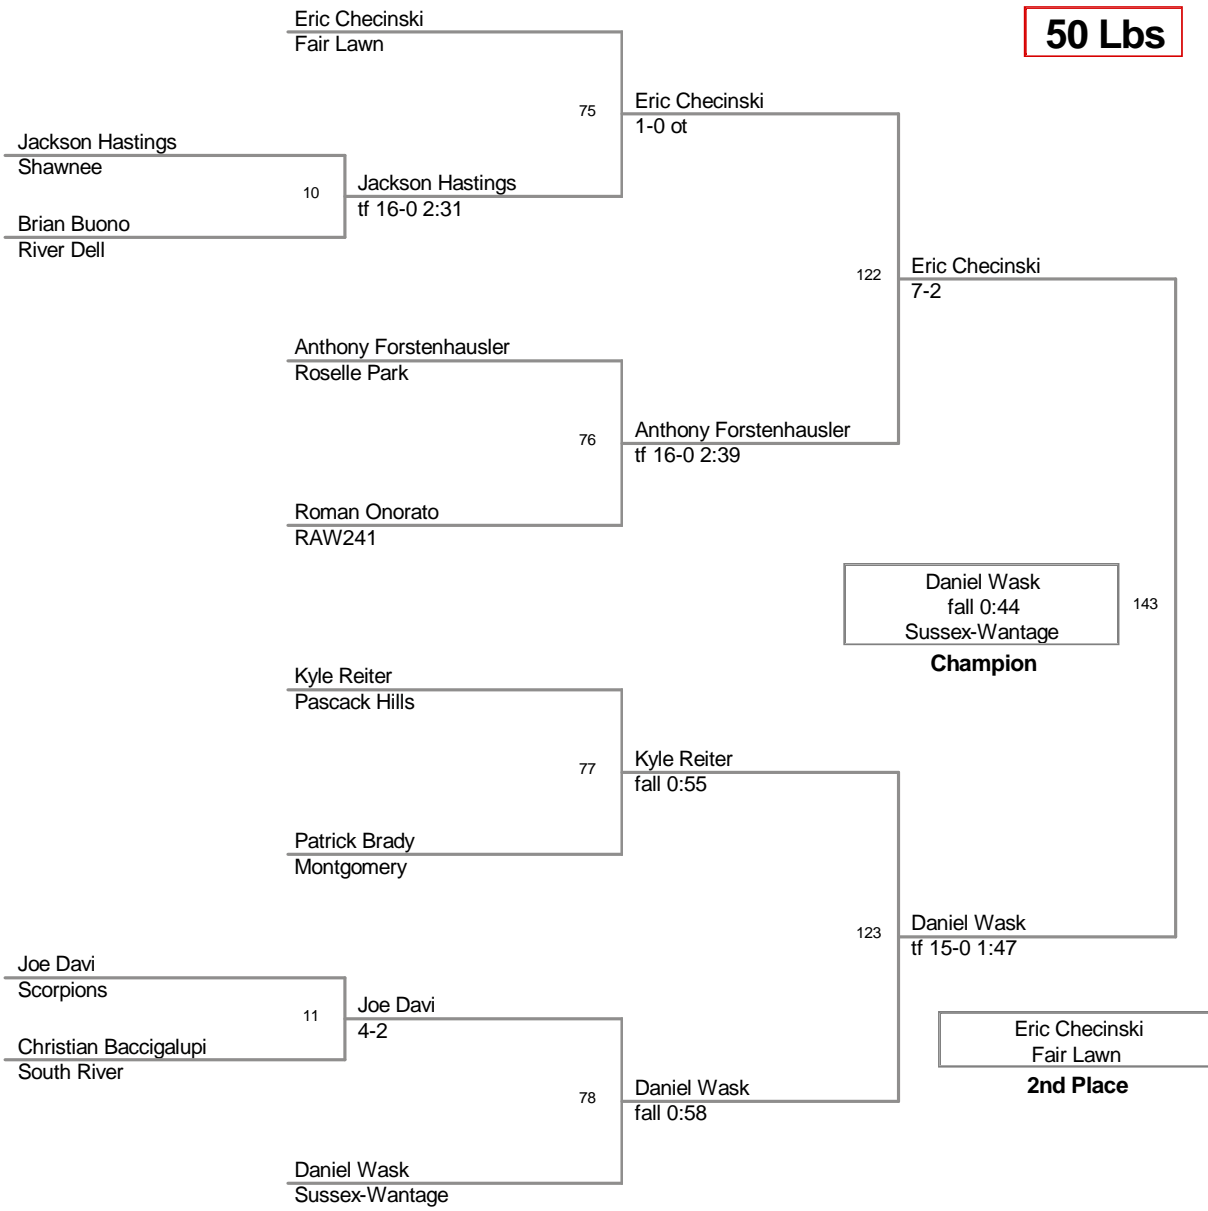 Eric Checinski
Fair Lawn
50 Lbs
75
Eric Checinski
1-0 ot
Jackson Hastings
Shawnee
10
Jackson Hastings
tf 16-0 2:31
Brian Buono
River Dell
122
Eric Checinski
7-2
Anthony Forstenhausler
Roselle Park
76
Anthony Forstenhausler
tf 16-0 2:39
Roman Onorato
RAW241
Daniel Wask
fall 0:44
Sussex-Wantage
143
Champion
Kyle Reiter
Pascack Hills
77
Kyle Reiter
fall 0:55
Patrick Brady
Montgomery
123
Daniel Wask
tf 15-0 1:47
Joe Davi
Scorpions
11
Joe Davi
4-2
Christian Baccigalupi
South River
Eric Checinski
Fair Lawn
2nd Place
78
Daniel Wask
fall 0:58
Daniel Wask
Sussex-Wantage